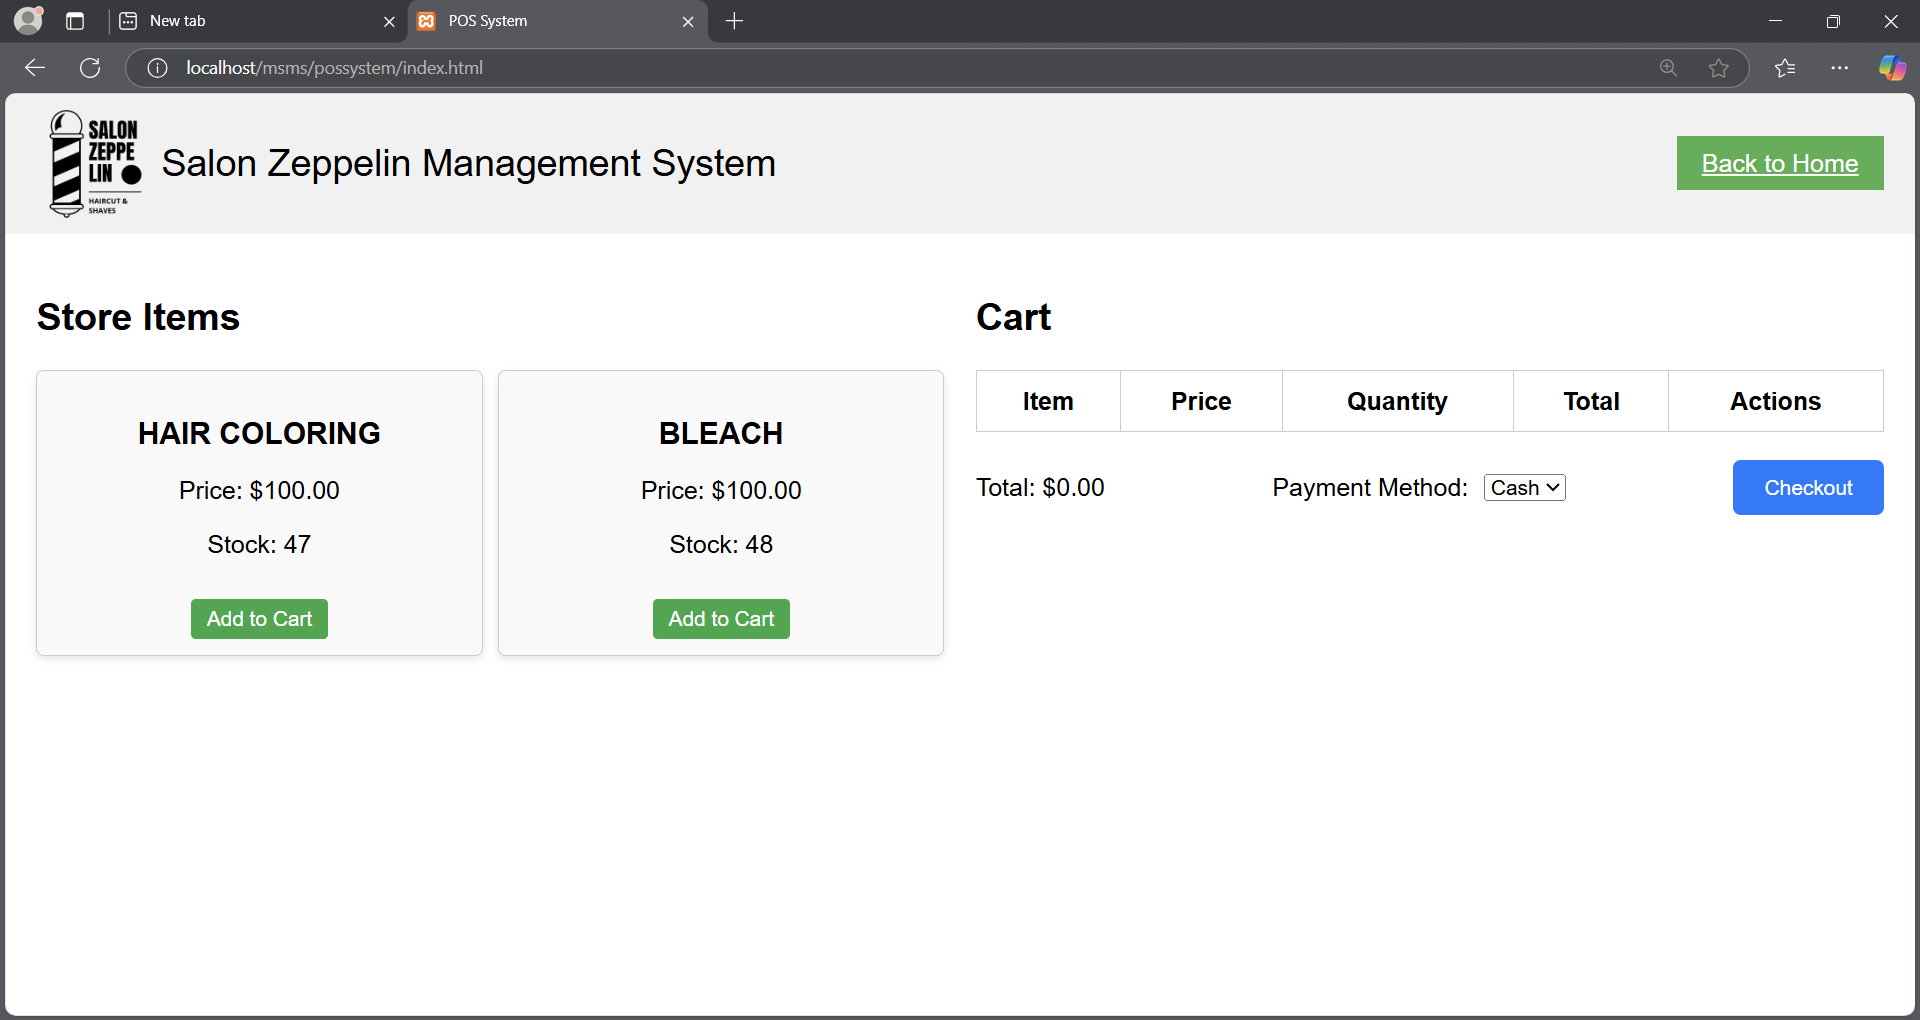 New tab
POS System
localhost/msms/possystem/index.html
SALON
ZEPPE
LIN
HAIRCUT &
SHAVES
Salon Zeppelin Management System
Back to Home
Store Items
Cart
HAIR COLORING
Price: $100.00
Stock: 47
Add to Cart
BLEACH
Price: $100.00
Stock: 48
Add to Cart
Item Price Quantity Total Actions
Total: $0.00 Payment Method: Cash Checkout